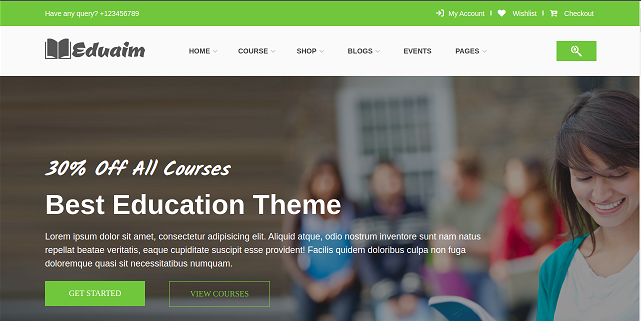 Have any query? +123456789
My Account
Wishlist
Checkout
Eduaim
HOME
COURSE
SHOP
BLOGS
EVENTS
PAGES
30% Off All Courses
Best Education Theme
Lorem ipsum dolor sit amet, consectetur adipisicing elit. Aliquid atque, odio nostrum inventore sunt nam natus
repellat beatae veritatis, eaque cupiditate suscipit esse provident! Facilis quidem doloribus culpa non fuga
doloremque quasi sit necessitatibus numquam.
GET STARTED
VIEW COURSES